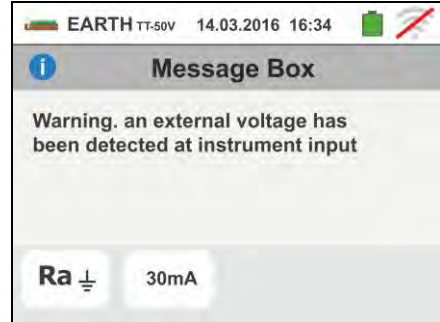 EARTH TT-50V 14.03.2016 16:34
i Message Box
Warning. an external voltage has
been detected at instrument input
Ra 30mA